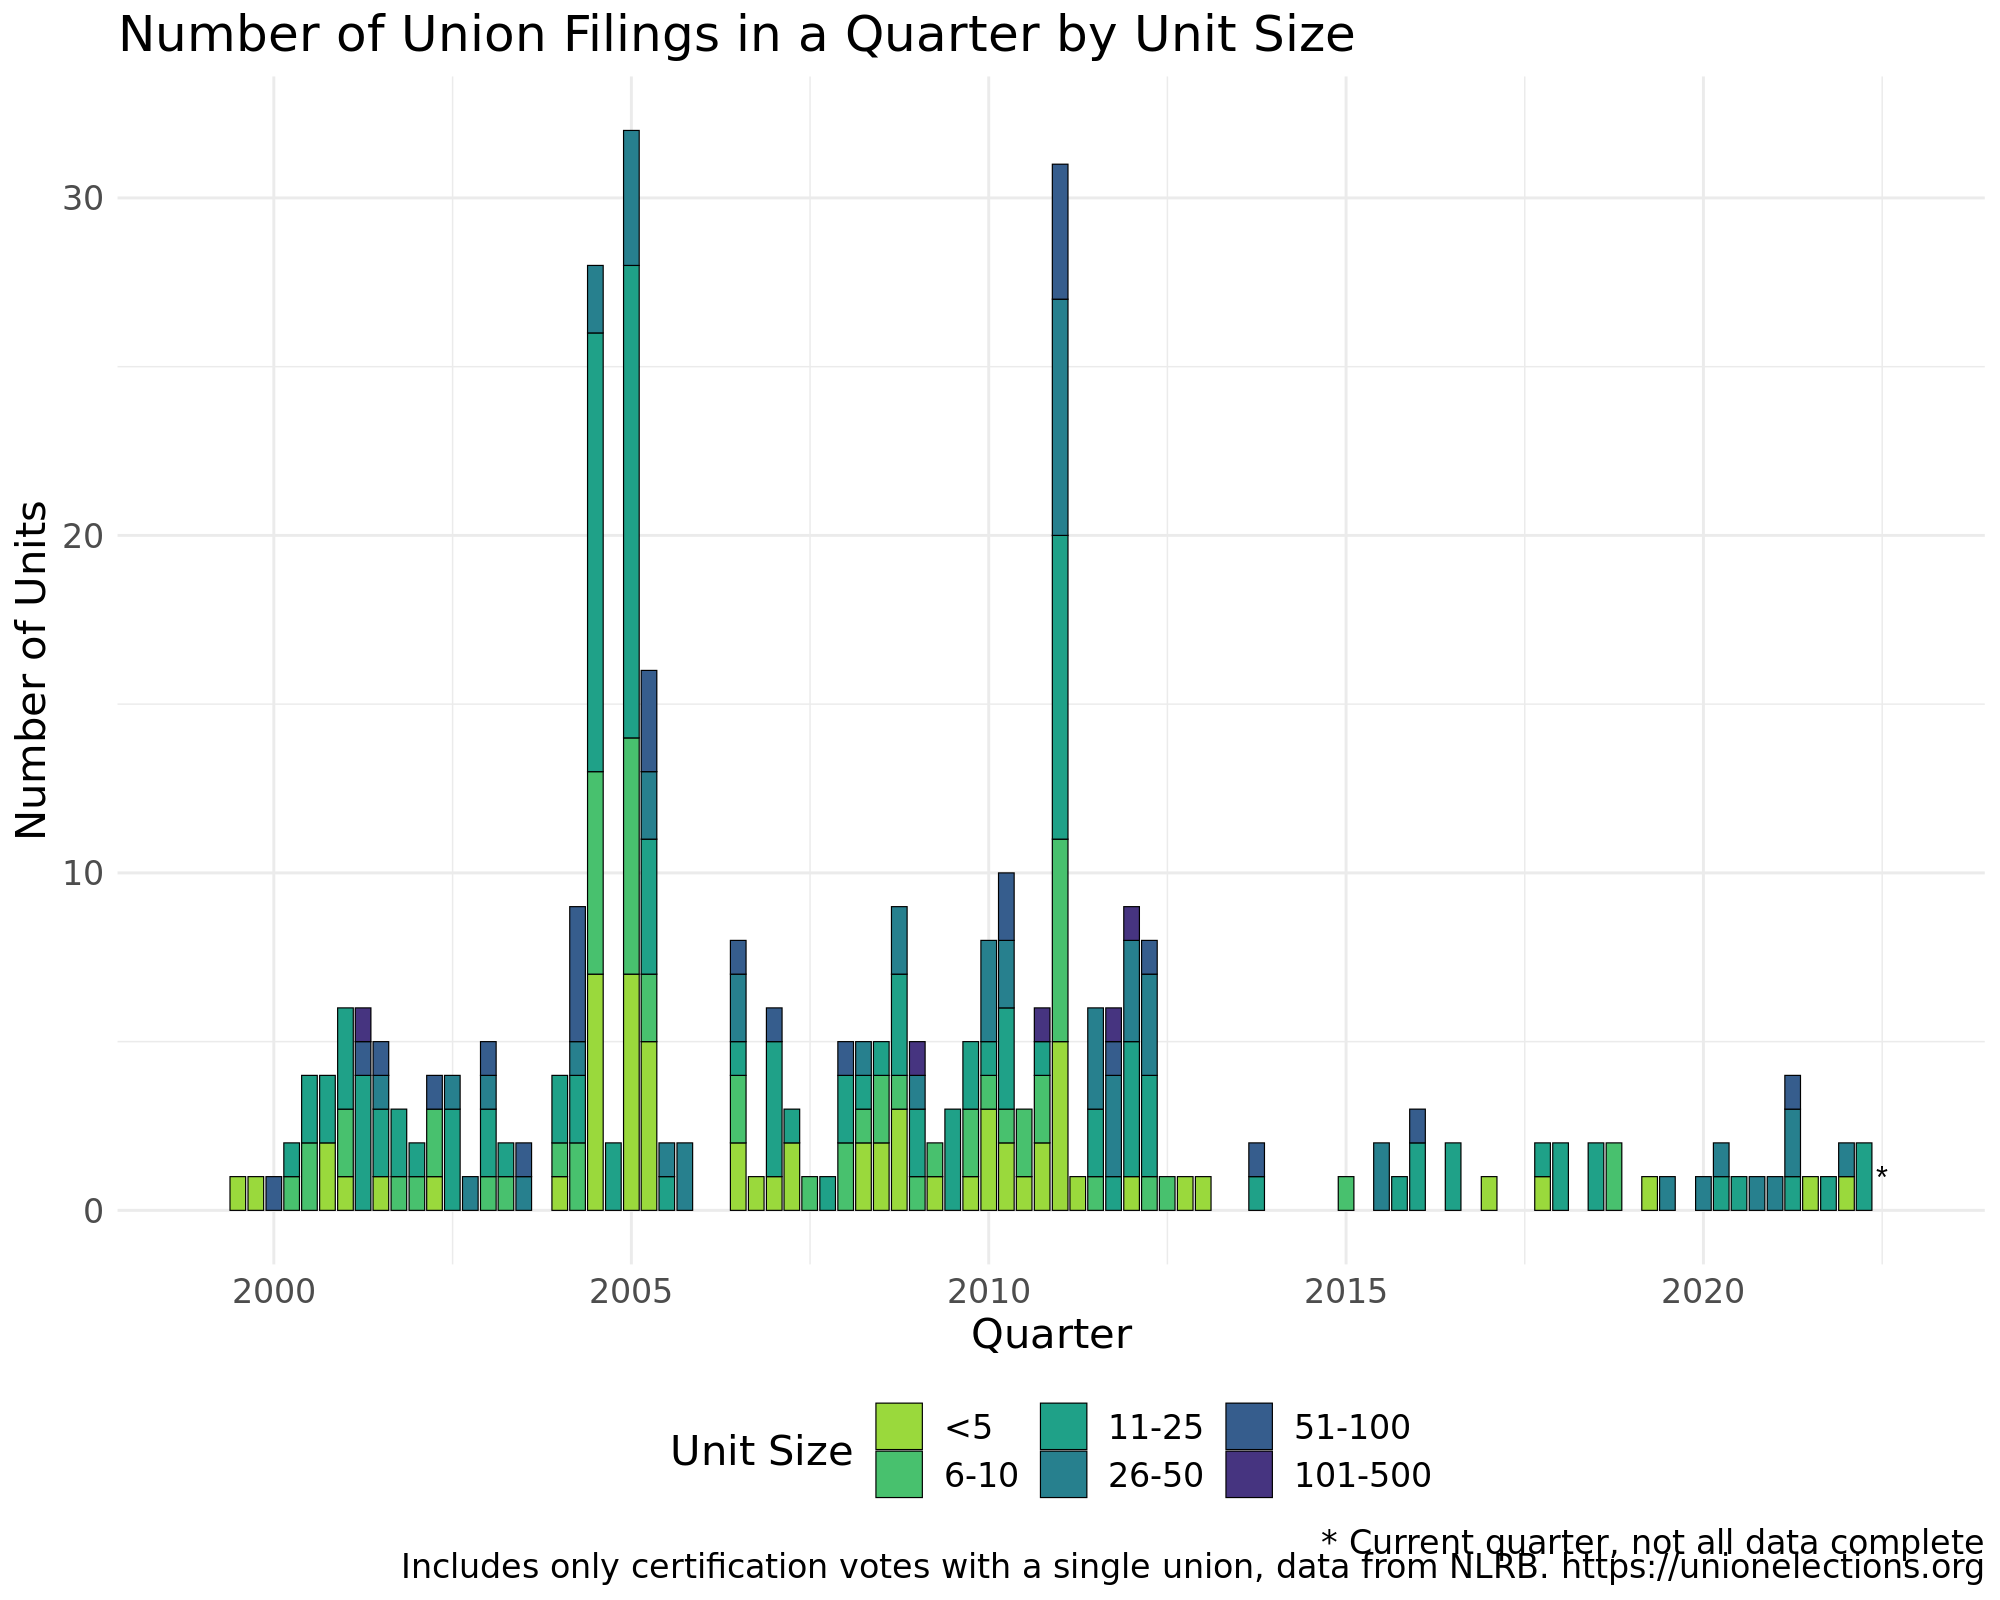 Number of Union Filings in a Quarter by Unit Size
Number of Units
30
20
10
0
*
2000 2005 2010 2015 2020
Quarter
Unit Size
<5 11-25 51-100
6-10 26-50 101-500
* Current quarter, not all data complete
Includes only certification votes with a single union, data from NLRB. https://unionelections.org